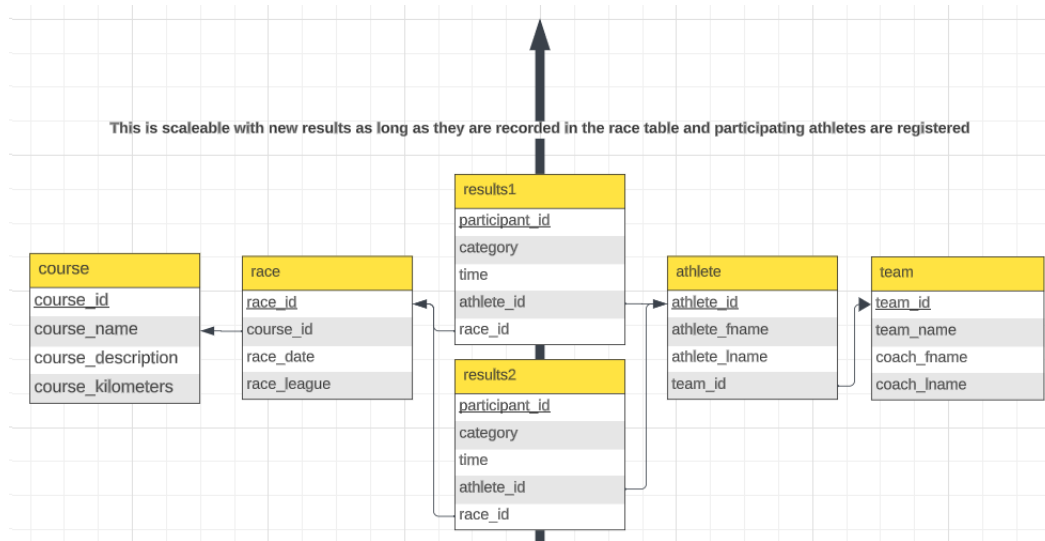 This is scaleable with new results as long as they are recorded in the race table and participating athletes are registered
results1
participant_id
category
time
athlete_id
race_id
course
course_id
course_name
course_description
course_kilometers
race
race_id
course_id
race_date
race_league
athlete
athlete_id
athlete_fname
athlete_lname
team_id
team
team_id
team_name
coach_fname
coach_lname
results2
participant_id
category
time
athlete_id
race_id